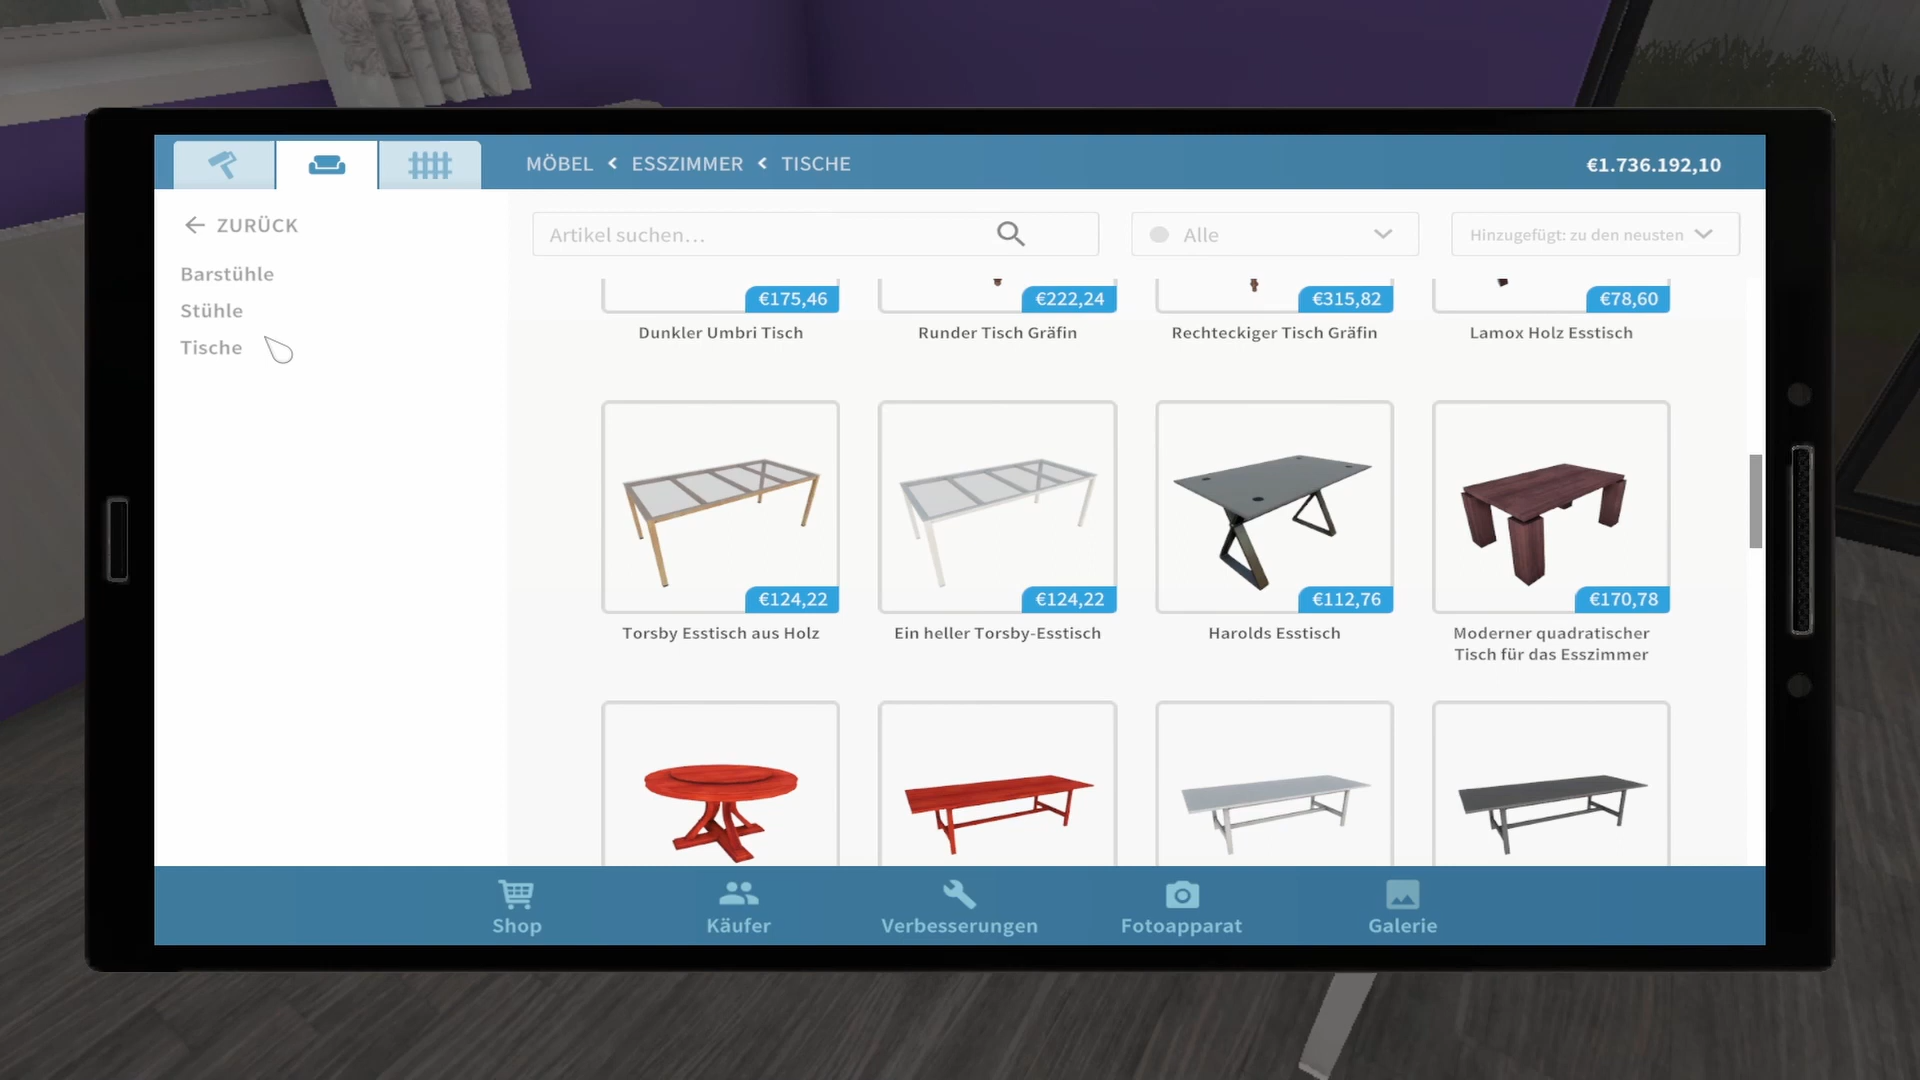 MÖBEL < ESSZIMMER < TISCHE
€1.736.192,10
ZURÜCK
Barstühle
Stühle
Tische
Artikel suchen...
Alle
Hinzugefügt: zu den neusten
€175,46
€222,24
€315,82
€78,60
Dunkler Umbri Tisch
Runder Tisch Gräfin
Rechteckiger Tisch Gräfin
Lamox Holz Esstisch
€124,22
€124,22
€112,76
€170,78
Torsby Esstisch aus Holz
Ein heller Torsby-Esstisch
Harolds Esstisch
Moderner quadratischer
Tisch für das Esszimmer
Shop
Käufer
Verbesserungen
Fotoapparat
Galerie